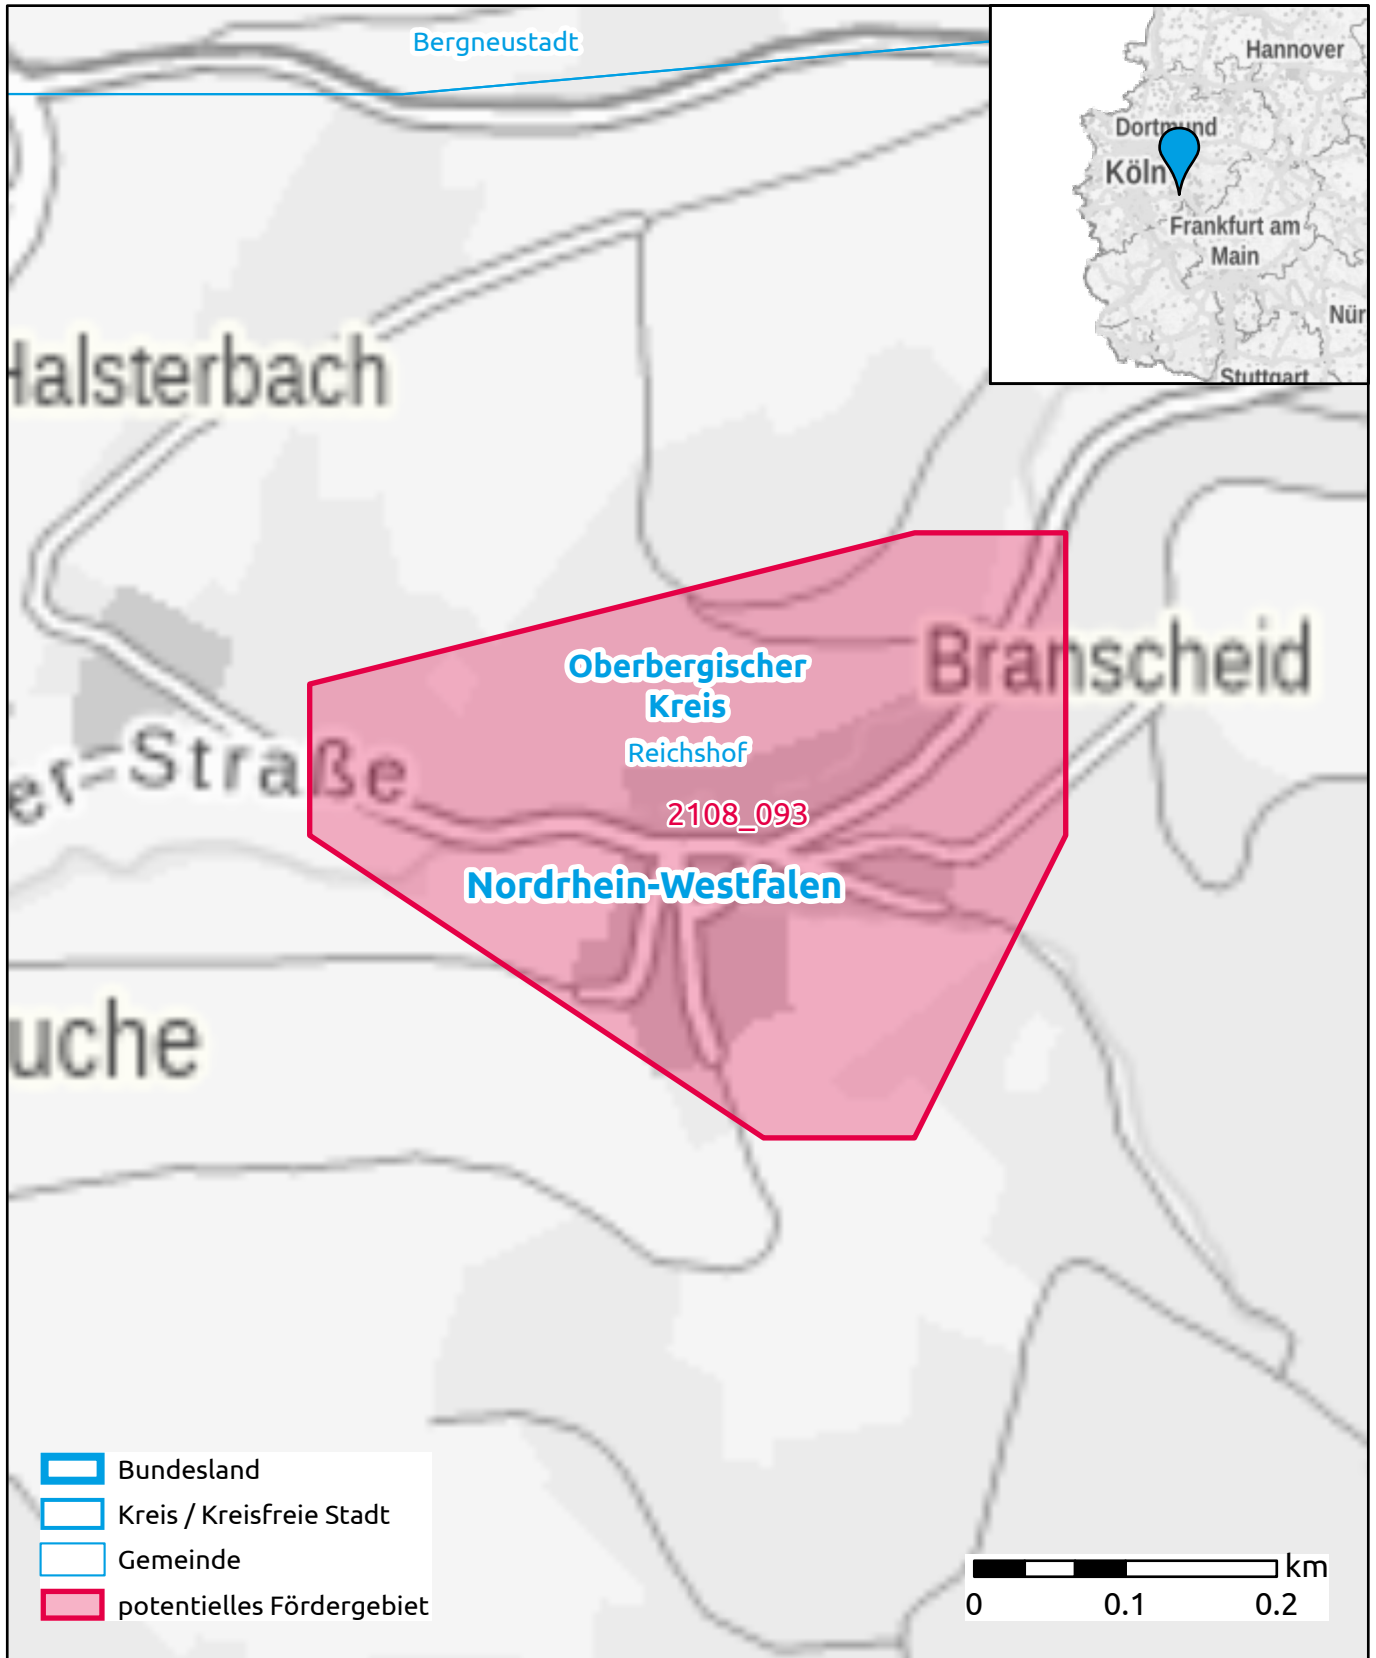 Bergneustadt
Hannover
Dortmund
Köln
Frankfurt am
Main
Nür
Stuttgart
Halsterbach
Branscheid
Oberbergischer
Kreis
Reichshof
er-Straße
2108_093
Nordrhein-Westfalen
uche
Bundesland
Kreis / Kreisfreie Stadt
Gemeinde
potentielles Fördergebiet
km
0 0.1 0.2